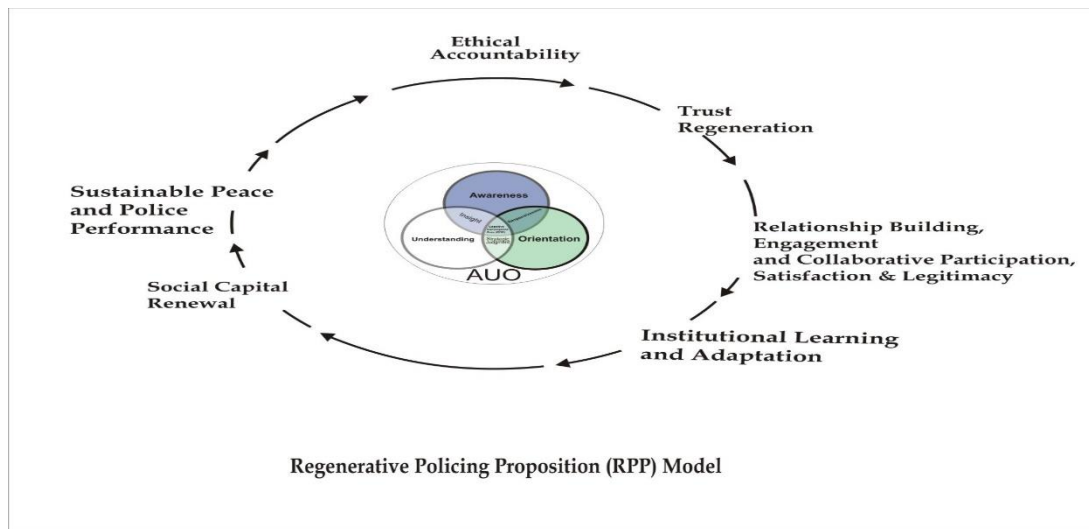 Ethical
Accountability
Trust
Regeneration
Relationship Building,
Engagement
and Collaborative Participation,
Satisfaction & Legitimacy
Institutional Learning
and Adaptation
Social Capital
Renewal
Sustainable Peace
and Police
Performance
Awareness
Insight
Understanding
Orientation
AUO
Regenerative Policing Proposition (RPP) Model